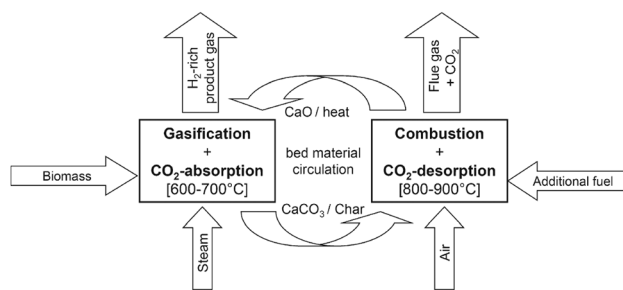 H₂-rich
product gas
Flue gas
+ CO₂
CaO / heat
Gasification
+
CO₂-absorption
[600-700°C]
bed material
circulation
Combustion
+
CO₂-desorption
[800-900°C]
Biomass
Additional fuel
CaCO₃ / Char
Steam
Air